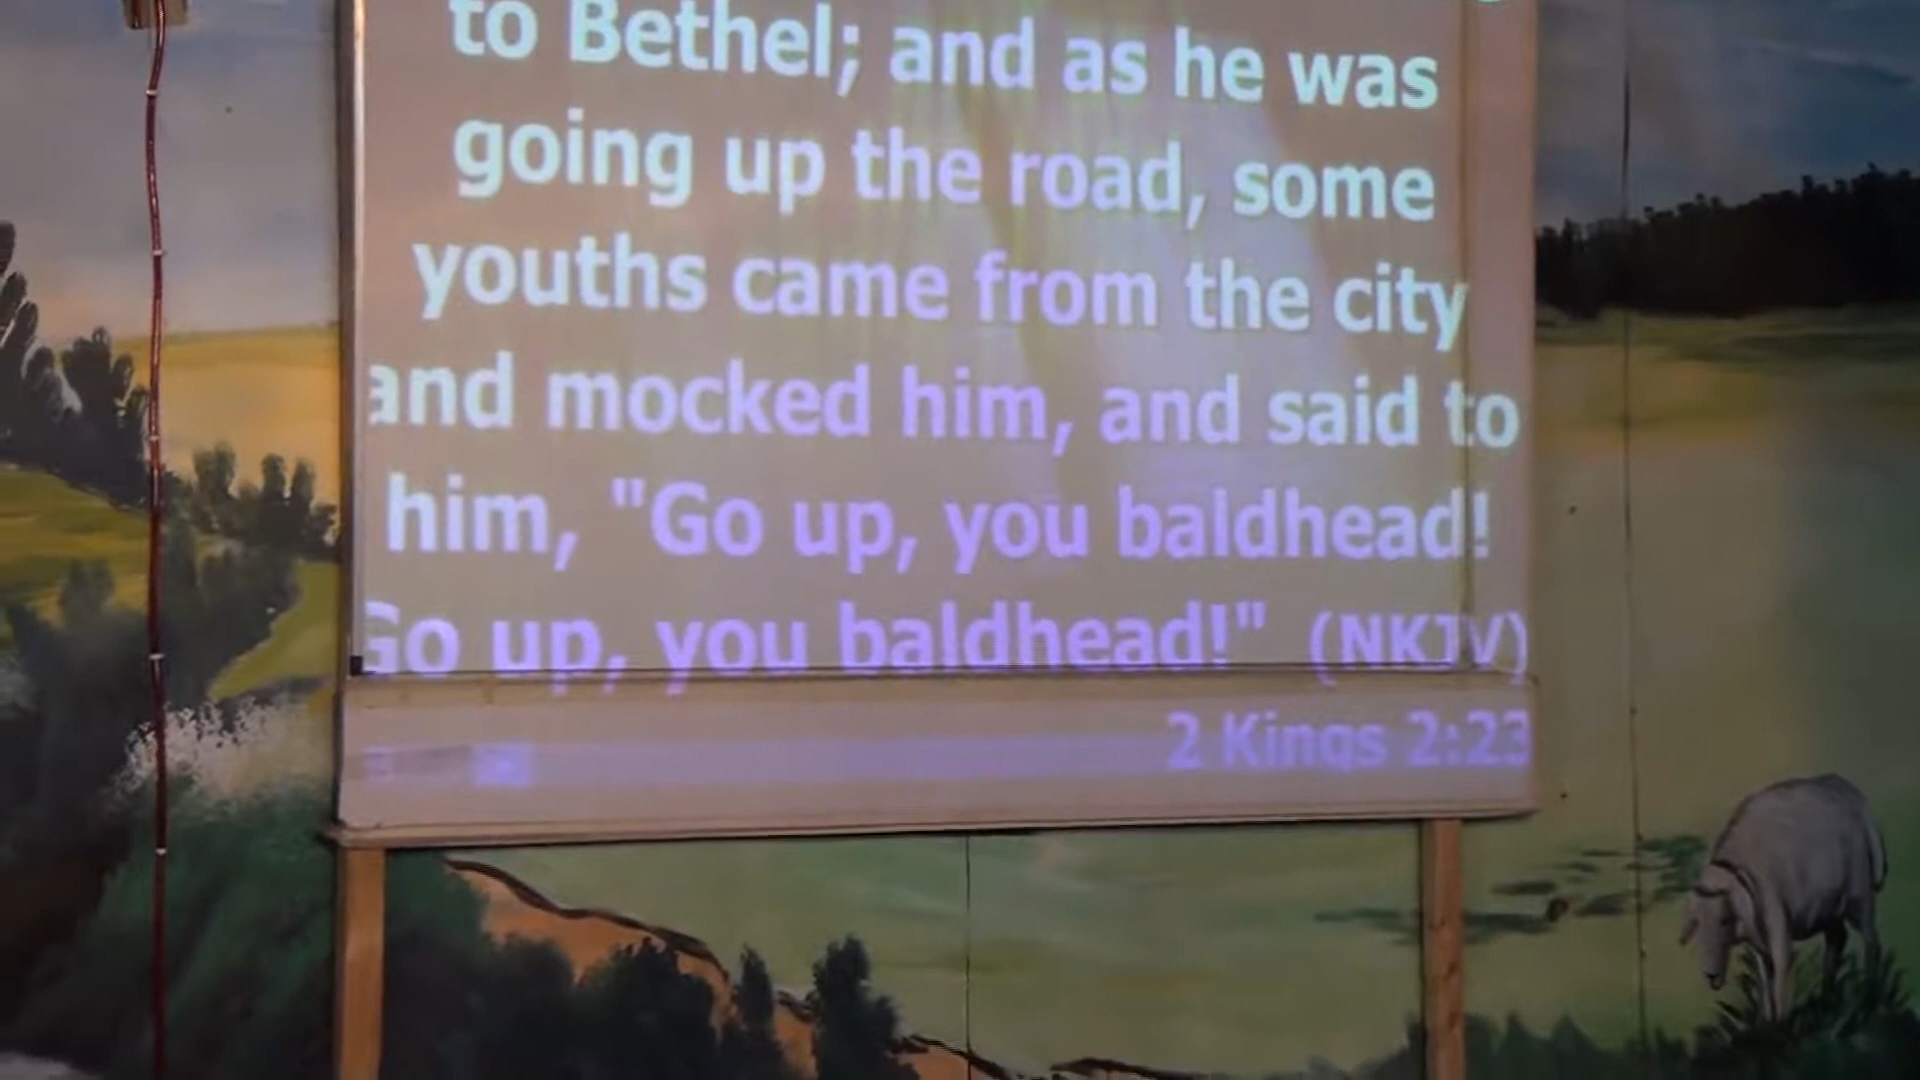 to Bethel; and as he was
going up the road, some
youths came from the city
and mocked him, and said to
him, "Go up, you baldhead!
Go up, you baldhead!" (NKJV)
2 Kings 2:23